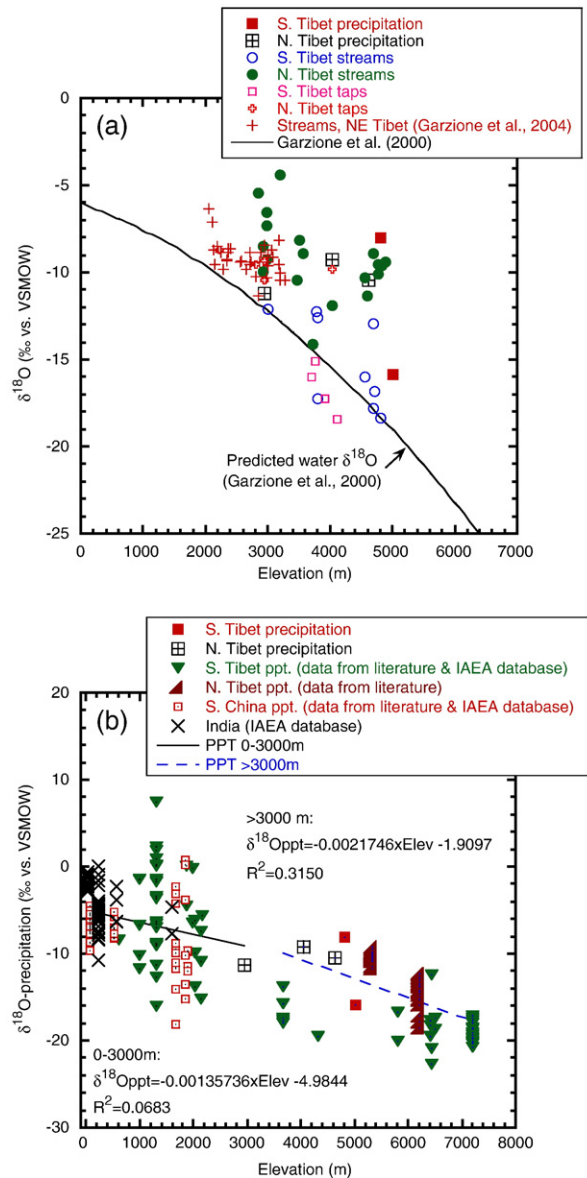 S. Tibet precipitation
N. Tibet precipitation
S. Tibet streams
N. Tibet streams
S. Tibet taps
N. Tibet taps
Streams, NE Tibet (Garzione et al., 2004)
Garzione et al. (2000)
(a)
0
-5
-10
-15
-20
-25
δ18O (‰ vs. VSMOW)
Predicted water δ18O
(Garzione et al., 2000)
0 1000 2000 3000 4000 5000 6000 7000
Elevation (m)
S. Tibet precipitation
N. Tibet precipitation
S. Tibet ppt. (data from literature & IAEA database)
N. Tibet ppt. (data from literature)
S. China ppt. (data from literature & IAEA database)
India (IAEA database)
PPT 0-3000m
PPT >3000m
(b)
20
10
0
-10
-20
-30
δ18O-precipitation (‰ vs. VSMOW)
>3000 m:
δ18Oppt=-0.0021746xElev -1.9097
R2=0.3150
0-3000m:
δ18Oppt=-0.00135736xElev -4.9844
R2=0.0683
0 1000 2000 3000 4000 5000 6000 7000 8000
Elevation (m)